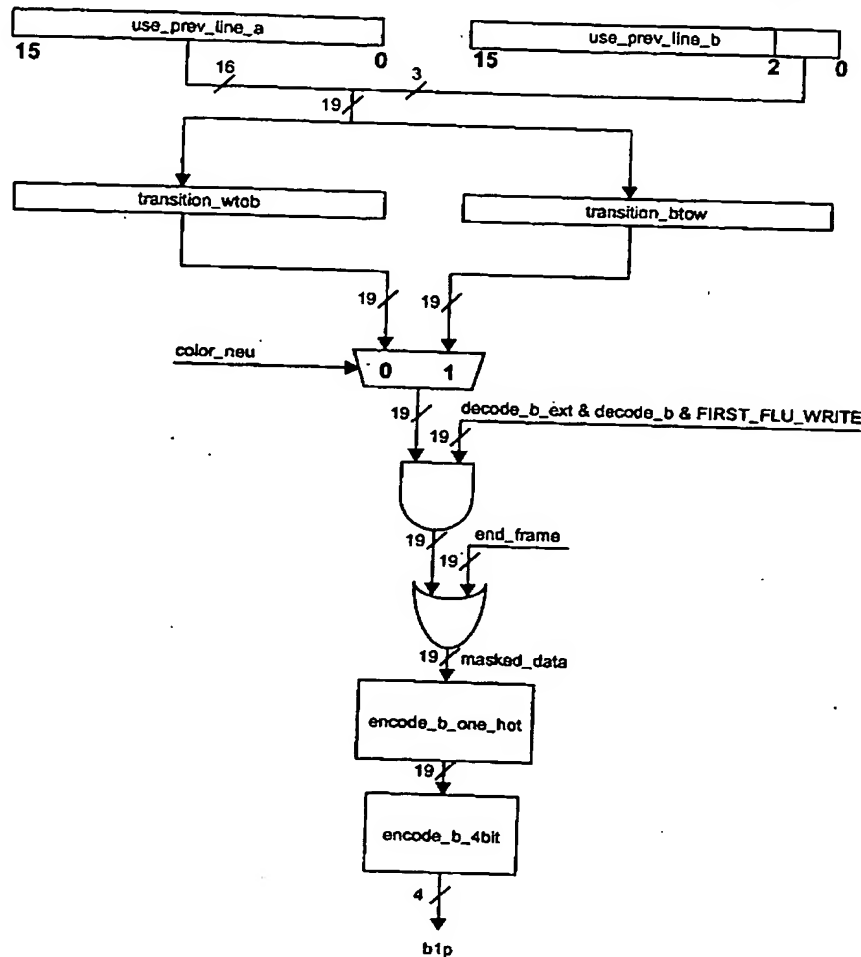 use_prev_line_a
use_prev_line_b
15
0
15
2
0
16
3
19
transition_wtob
transition_btow
19
19
color_neu
0
1
19
decode_b_ext & decode_b & FIRST_FLU_WRITE
19
19
end_frame
19
19
masked_data
encode_b_one_hot
19
encode_b_4bit
4
b1p